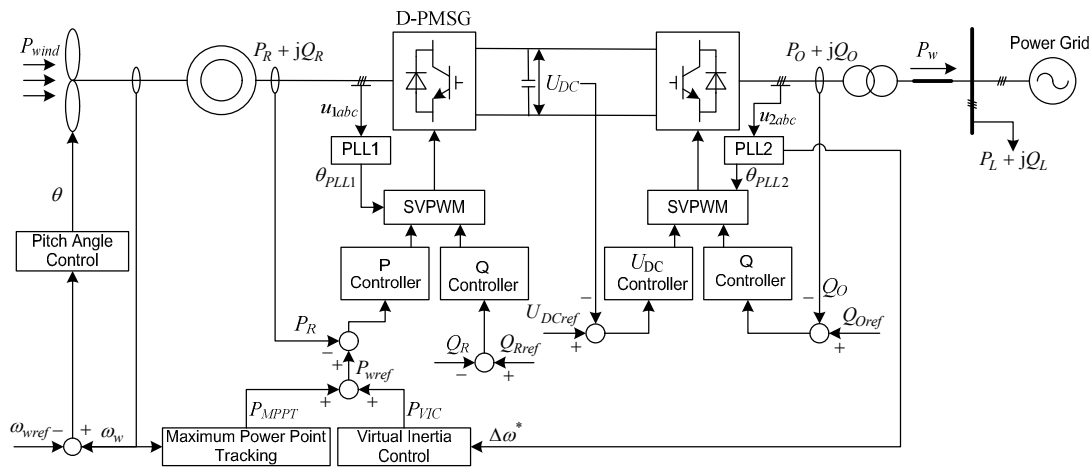 D-PMSG
P_wind
P_R + jQ_R
U_DC
P_O + jQ_O
P_w
Power Grid
u_1abc
u_2abc
PLL1
PLL2
P_L + jQ_L
θ_PLL1
θ_PLL2
θ
SVPWM
SVPWM
Pitch Angle
Control
P
Controller
Q
Controller
U_DC
Controller
Q
Controller
−
− Q_O
P_R
U_DCref
+
Q_Oref
+
−
+
Q_R
−
Q_Rref
+
P_wref
+
+
P_MPPT
P_VIC
ω_wref
−
+
ω_w
Maximum Power Point
Tracking
Virtual Inertia
Control
Δω*